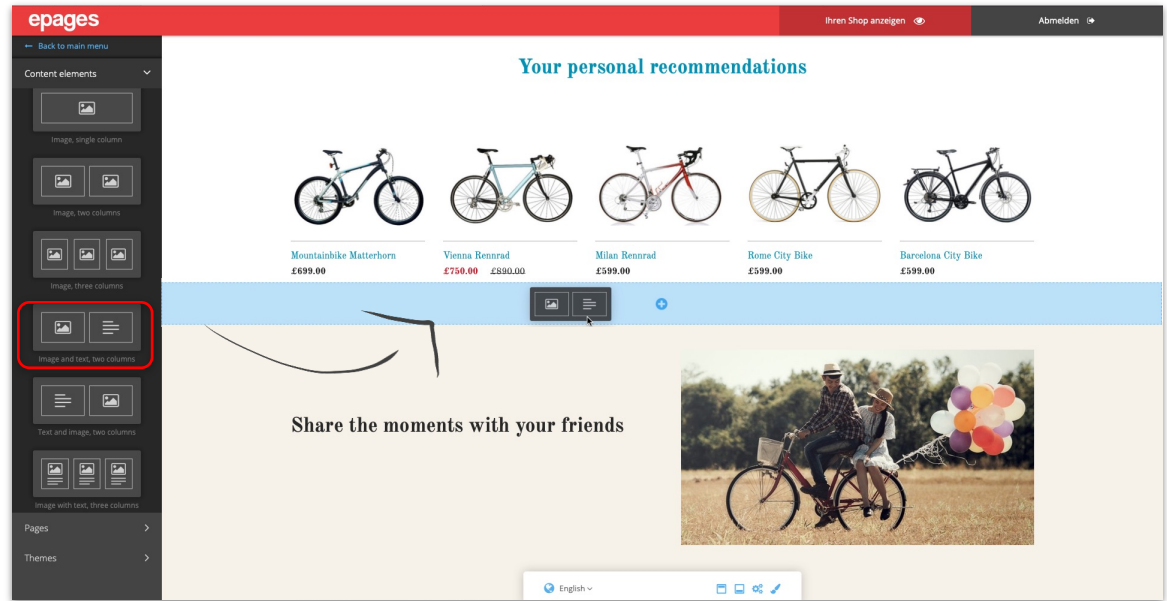 epages
Ihren Shop anzeigen
Abmelden
← Back to main menu
Content elements
Image, single column
Image, two columns
Image, three columns
Image and text, two columns
Text and image, two columns
Image with text, three columns
Pages
Themes
Your personal recommendations
Mountainbike Matterhorn
£699.00
Vienna Rennrad
£750.00 £890.00
Milan Rennrad
£599.00
Rome City Bike
£599.00
Barcelona City Bike
£599.00
Share the moments with your friends
English